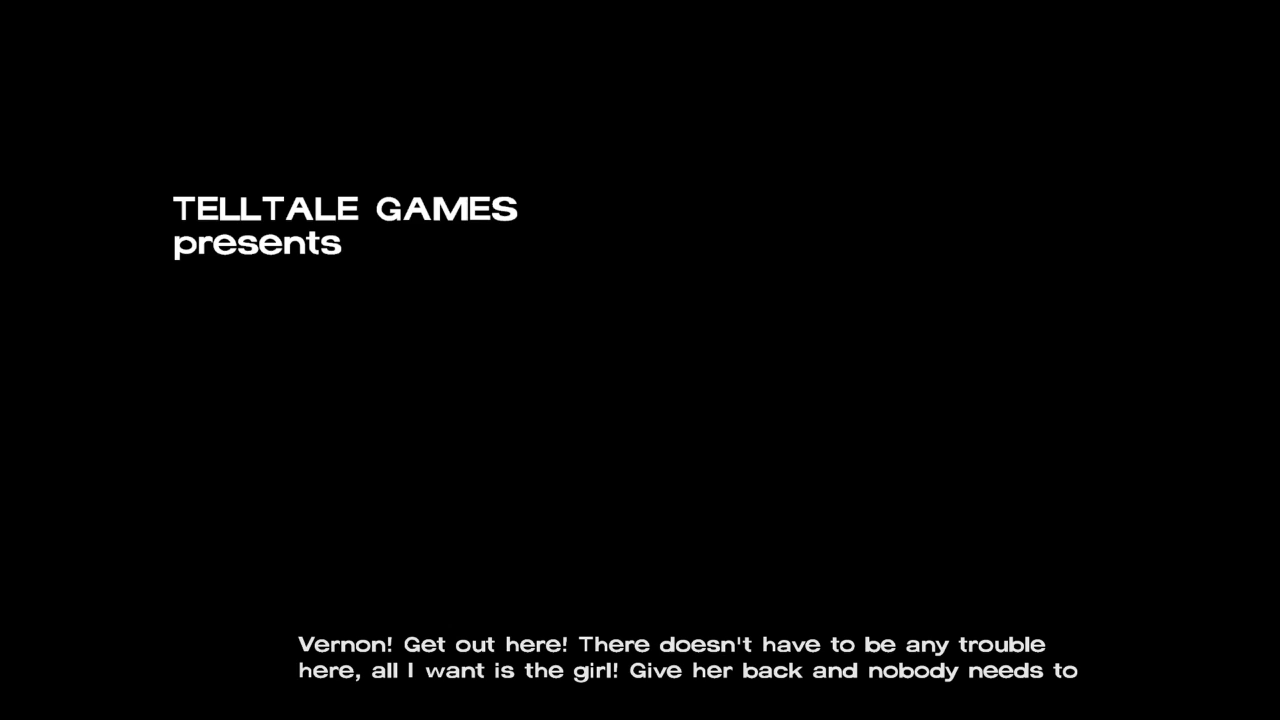 TELLTALE GAMES
presents
Vernon! Get out here! There doesn't have to be any trouble
here, all I want is the girl! Give her back and nobody needs to